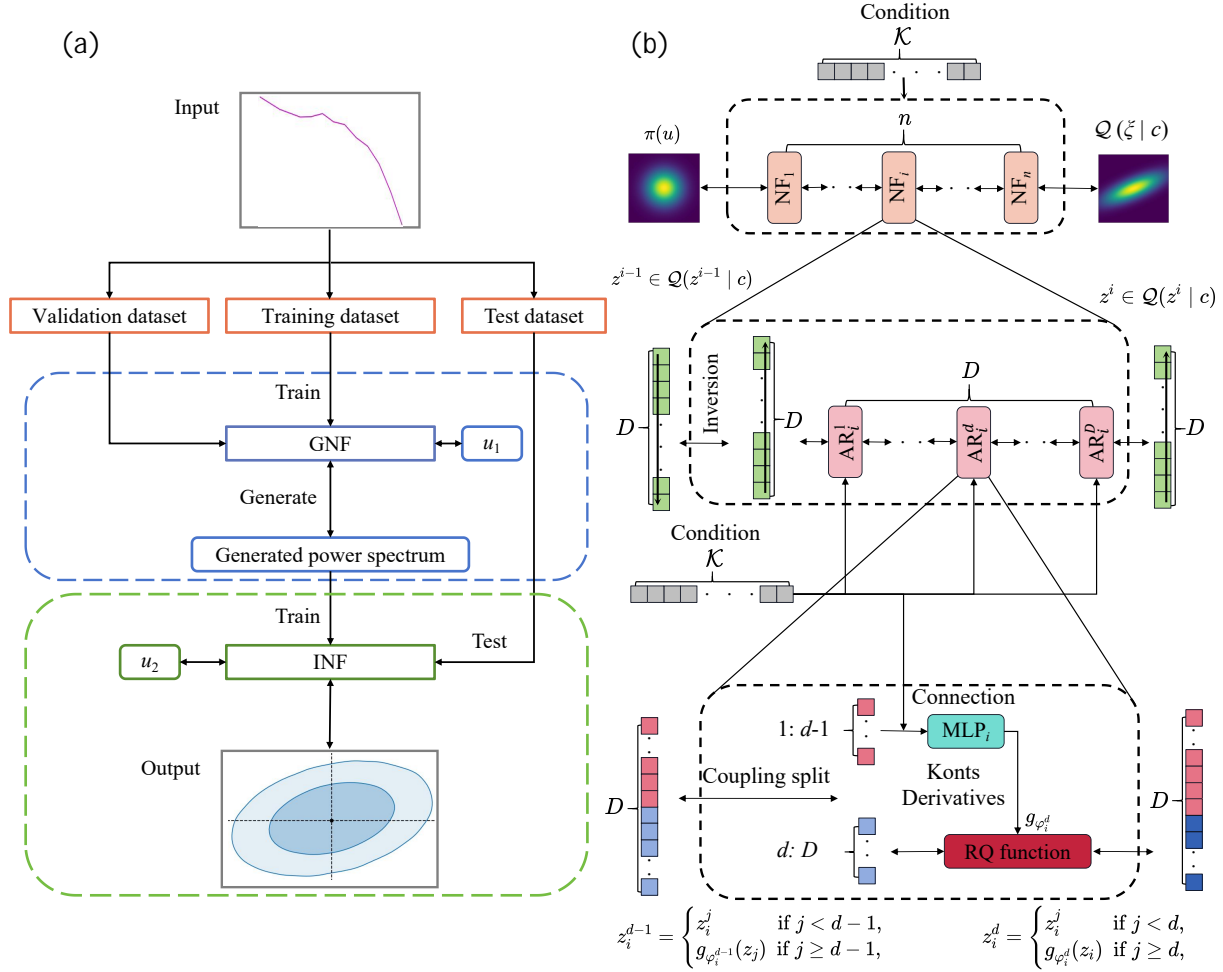 (a)
Input
Validation dataset
Training dataset
Test dataset
Train
GNF
u₁
Generate
Generated power spectrum
Train
Test
u₂
INF
Output
(b)
Condition
𝒦
n
π(u)
𝒬(ξ | c)
NF₁
NFᵢ
NFₙ
z^{i−1} ∈ 𝒬(z^{i−1} | c)
z^i ∈ 𝒬(z^i | c)
D
Inversion
D
D
AR_i^1
AR_i^d
AR_i^D
D
Condition
𝒦
Connection
1: d-1
MLPᵢ
Coupling split
Konts
Derivatives
D
D
g_{φ_i^d}
d: D
RQ function
z_i^{d−1} = { z_i^j if j < d − 1,
g_{φ_i^{d−1}}(z_j) if j ≥ d − 1,
z_i^d = { z_i^j if j < d,
g_{φ_i^d}(z_i) if j ≥ d,